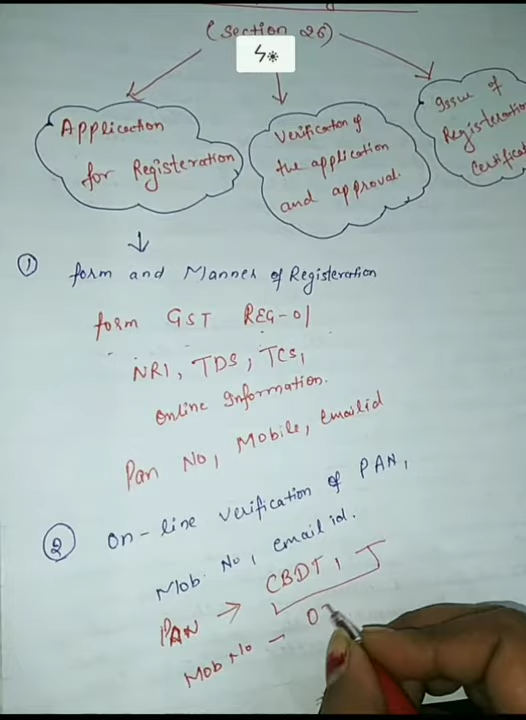 (Section 26)
Application
for Registeration
Verification of
the application
and approval.
Issue of
Registeration
Certificat
① form and Manner of Registeration
form GST REG-01
NRI, TDS, TCS,
Online Information.
Pan No, Mobile, emailid
② On-line verification of PAN,
Mob. No, email id.
PAN → CBDT,
Mob No - O